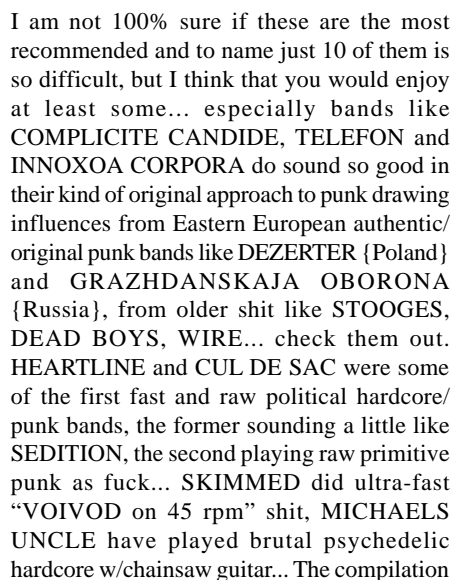 I am not 100% sure if these are the most
recommended and to name just 10 of them is
so difficult, but I think that you would enjoy
at least some... especially bands like
COMPLICITE CANDIDE, TELEFON and
INNOXOA CORPORA do sound so good in
their kind of original approach to punk drawing
influences from Eastern European authentic/
original punk bands like DEZERTER {Poland}
and GRAZHDANSKAJA OBORONA
{Russia}, from older shit like STOOGES,
DEAD BOYS, WIRE... check them out.
HEARTLINE and CUL DE SAC were some
of the first fast and raw political hardcore/
punk bands, the former sounding a little like
SEDITION, the second playing raw primitive
punk as fuck... SKIMMED did ultra-fast
“VOIVOD on 45 rpm” shit, MICHAELS
UNCLE have played brutal psychedelic
hardcore w/chainsaw guitar... The compilation